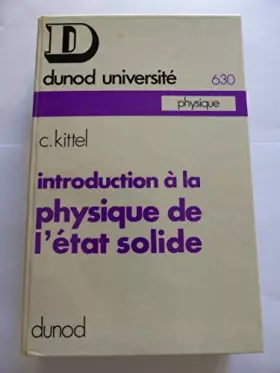 D
dunod université
630
physique
c.kittel
introduction à la
physique de
l'état solide
dunod